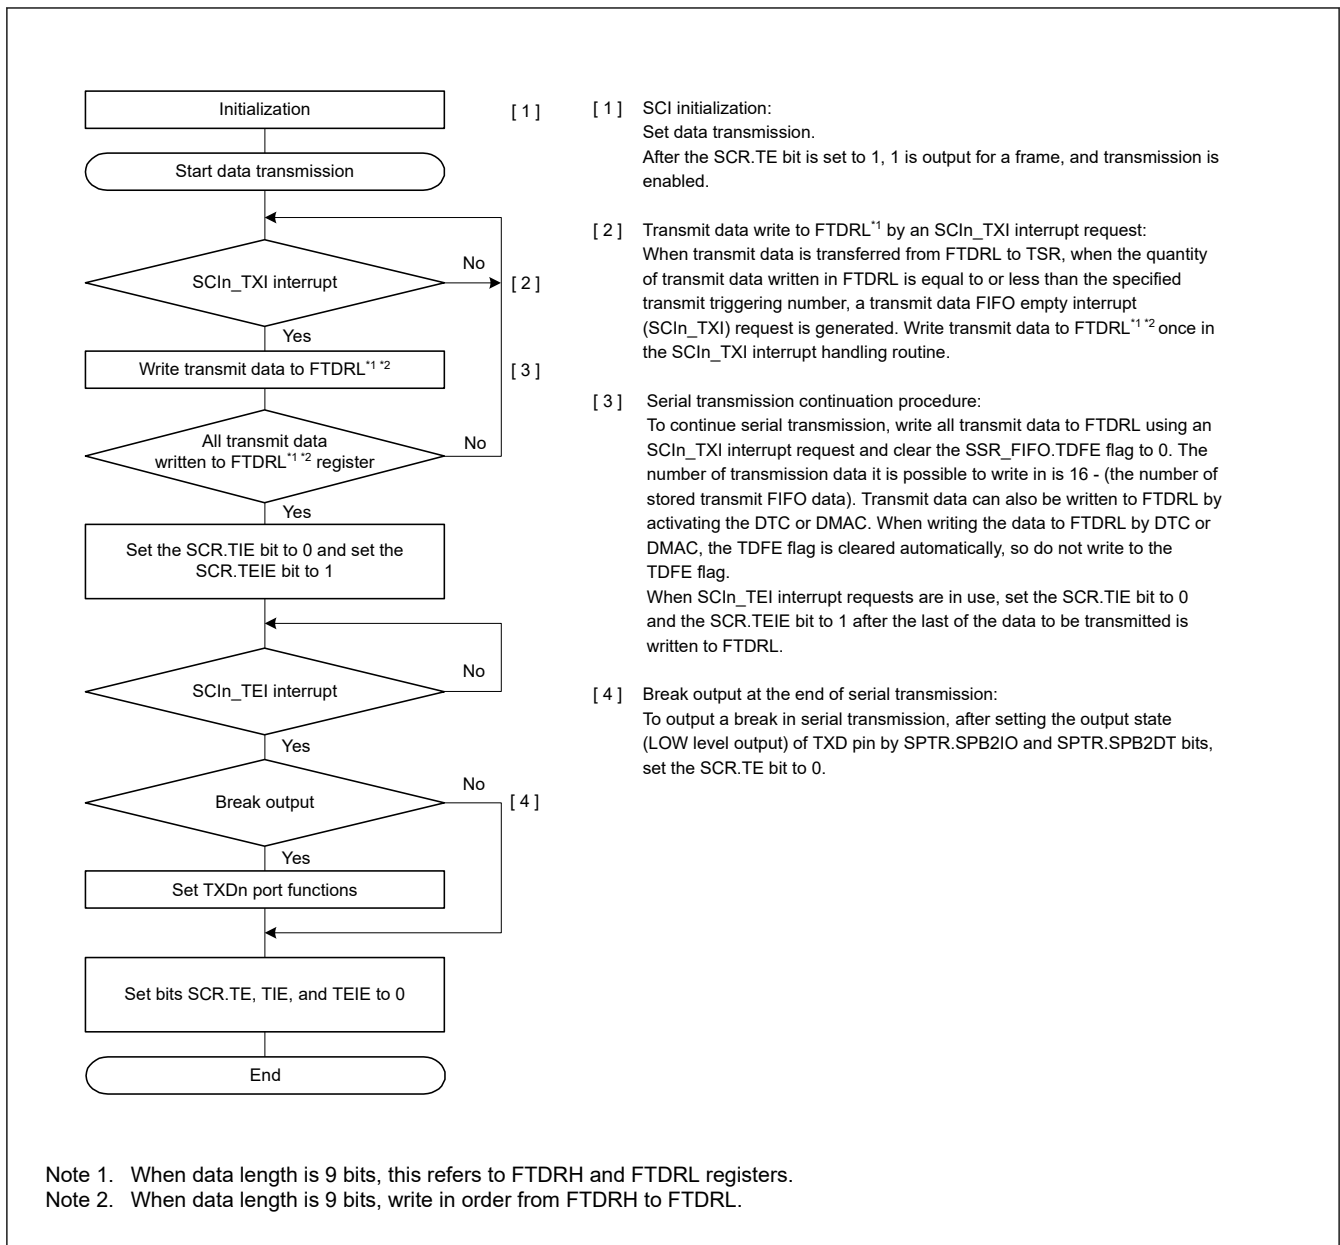 Initialization
[ 1 ]
Start data transmission
SCIn_TXI interrupt
No
[ 2 ]
Yes
Write transmit data to FTDRL*1 *2
[ 3 ]
All transmit data
written to FTDRL*1 *2 register
No
Yes
Set the SCR.TIE bit to 0 and set the
SCR.TEIE bit to 1
SCIn_TEI interrupt
No
Yes
Break output
No
[ 4 ]
Yes
Set TXDn port functions
Set bits SCR.TE, TIE, and TEIE to 0
End
[ 1 ] SCI initialization:
Set data transmission.
After the SCR.TE bit is set to 1, 1 is output for a frame, and transmission is
enabled.
[ 2 ] Transmit data write to FTDRL*1 by an SCIn_TXI interrupt request:
When transmit data is transferred from FTDRL to TSR, when the quantity
of transmit data written in FTDRL is equal to or less than the specified
transmit triggering number, a transmit data FIFO empty interrupt
(SCIn_TXI) request is generated. Write transmit data to FTDRL*1 *2 once in
the SCIn_TXI interrupt handling routine.
[ 3 ] Serial transmission continuation procedure:
To continue serial transmission, write all transmit data to FTDRL using an
SCIn_TXI interrupt request and clear the SSR_FIFO.TDFE flag to 0. The
number of transmission data it is possible to write in is 16 - (the number of
stored transmit FIFO data). Transmit data can also be written to FTDRL by
activating the DTC or DMAC. When writing the data to FTDRL by DTC or
DMAC, the TDFE flag is cleared automatically, so do not write to the
TDFE flag.
When SCIn_TEI interrupt requests are in use, set the SCR.TIE bit to 0
and the SCR.TEIE bit to 1 after the last of the data to be transmitted is
written to FTDRL.
[ 4 ] Break output at the end of serial transmission:
To output a break in serial transmission, after setting the output state
(LOW level output) of TXD pin by SPTR.SPB2IO and SPTR.SPB2DT bits,
set the SCR.TE bit to 0.
Note 1. When data length is 9 bits, this refers to FTDRH and FTDRL registers.
Note 2. When data length is 9 bits, write in order from FTDRH to FTDRL.